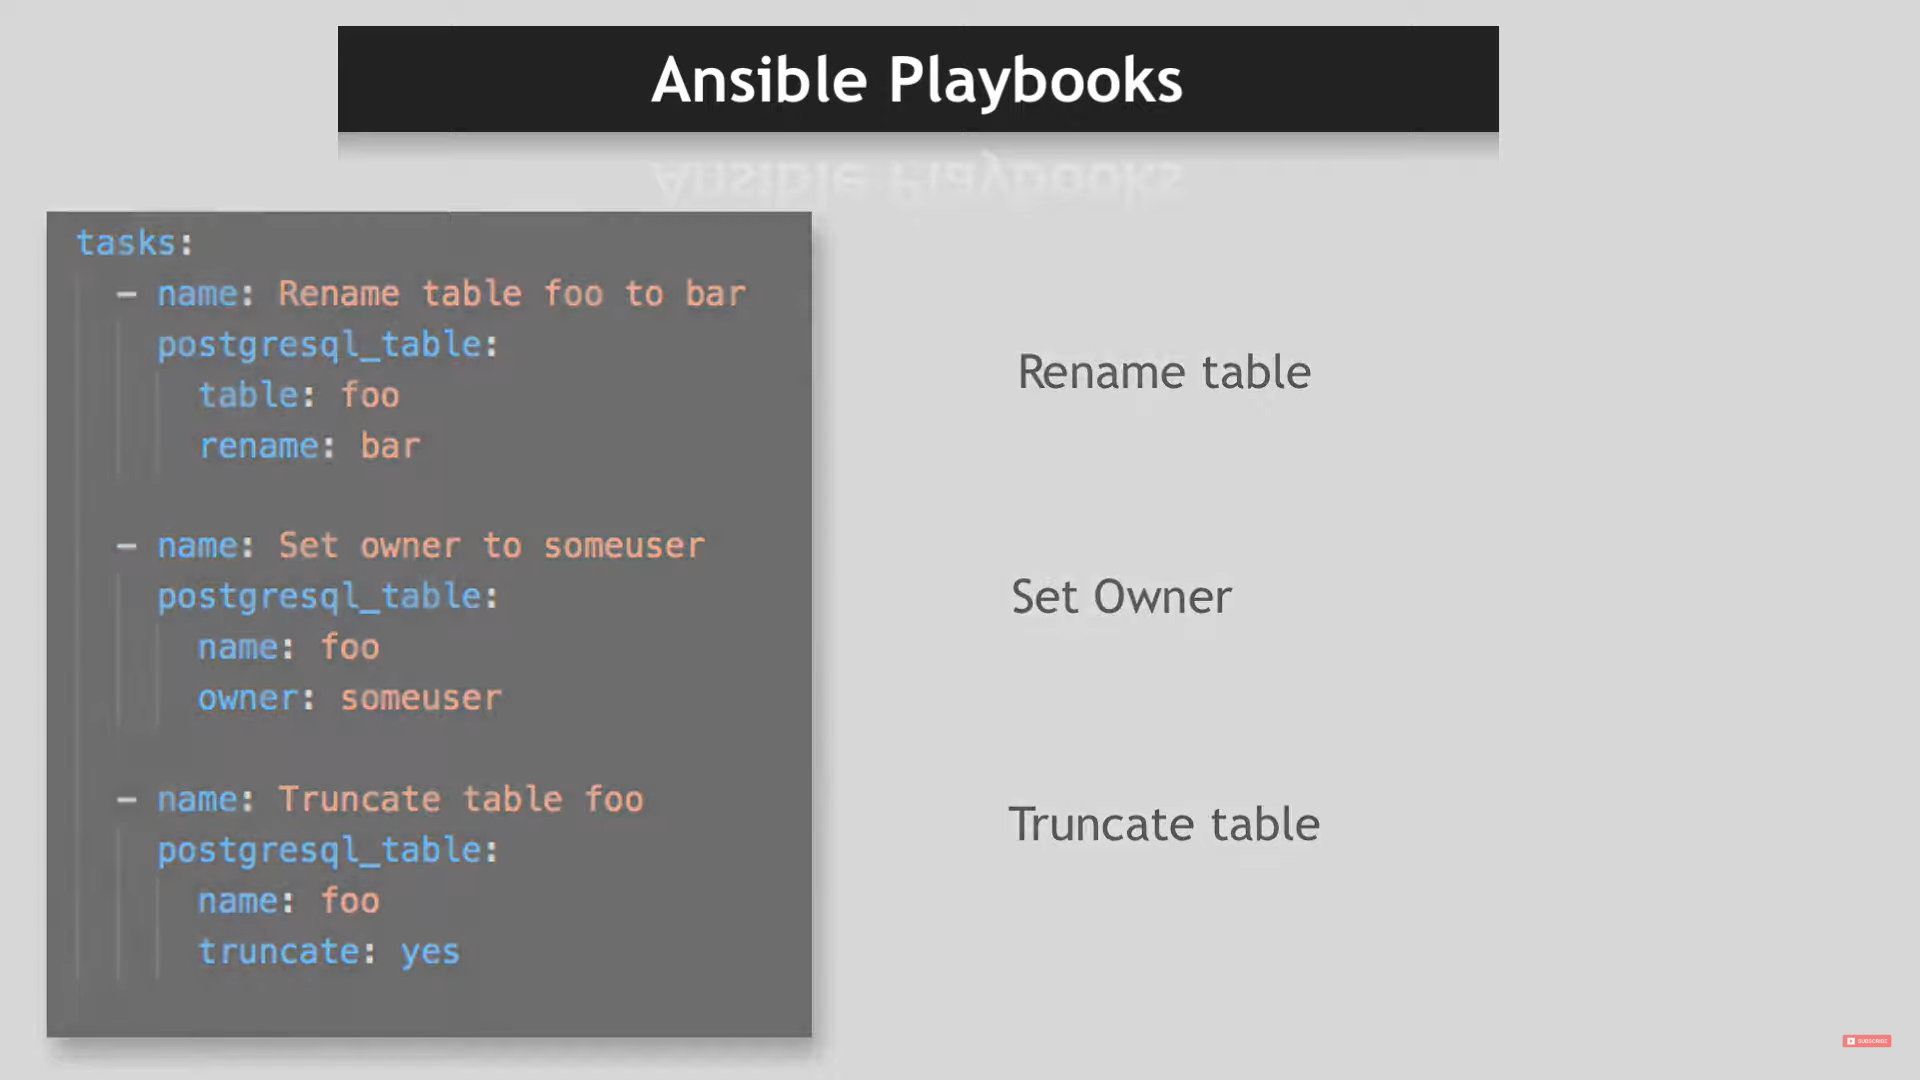 Ansible Playbooks
tasks:
- name: Rename table foo to bar
postgresql_table:
table: foo
rename: bar
- name: Set owner to someuser
postgresql_table:
name: foo
owner: someuser
- name: Truncate table foo
postgresql_table:
name: foo
truncate: yes
Rename table
Set Owner
Truncate table
SUBSCRIBE